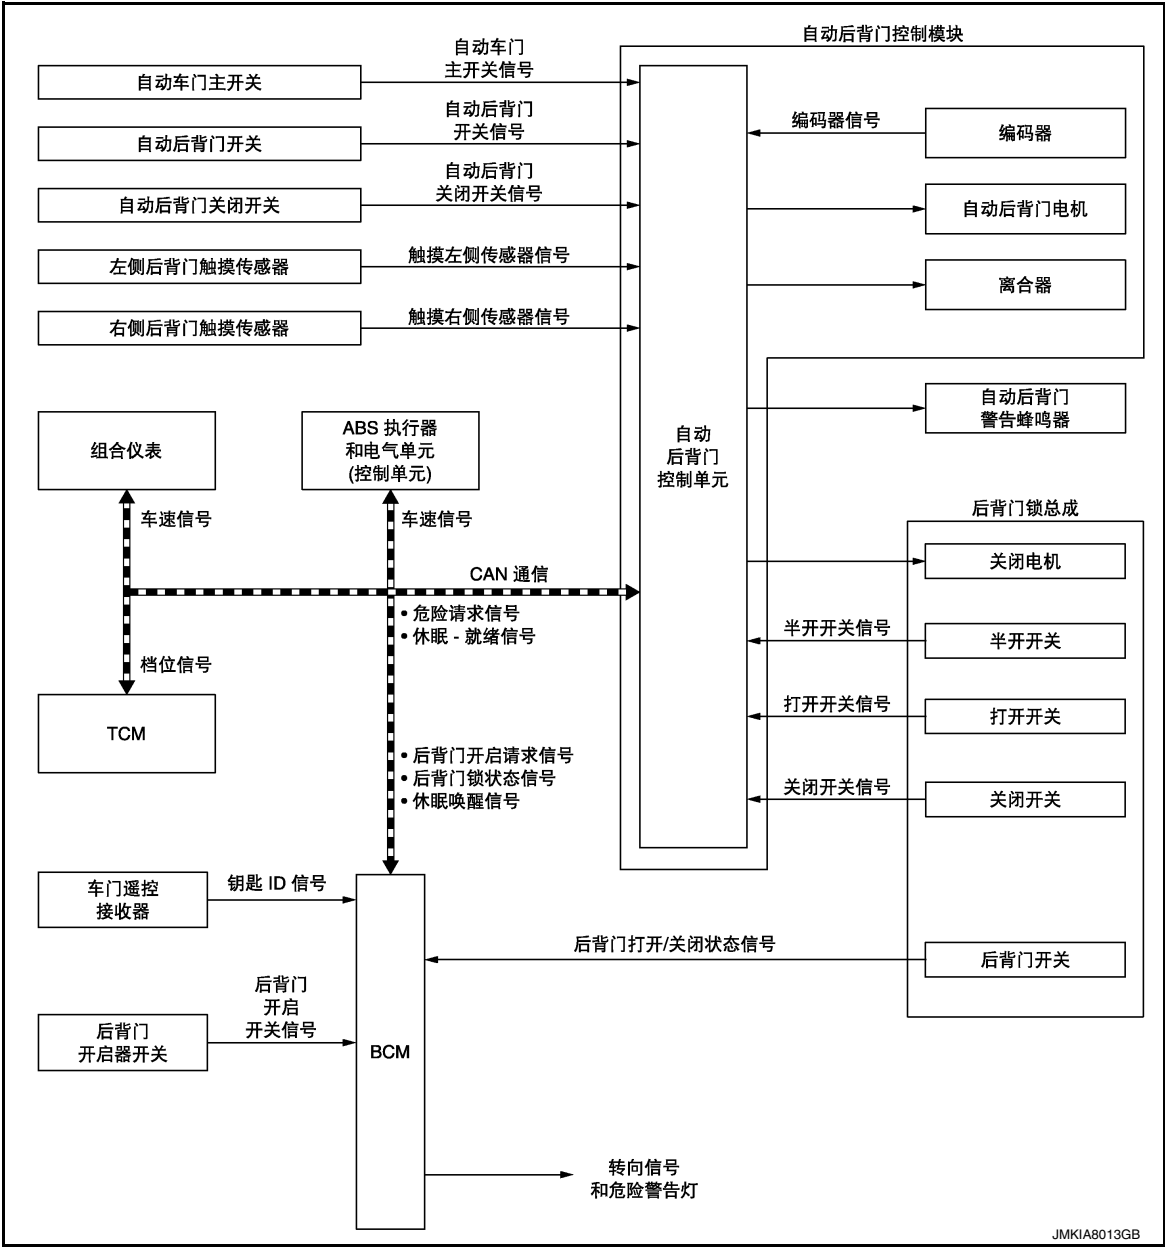 自动后背门控制模块
自动车门
主开关信号
自动车门主开关
自动后背门
开关信号
自动后背门开关
自动后背门
关闭开关信号
自动后背门关闭开关
触摸左侧传感器信号
左侧后背门触摸传感器
触摸右侧传感器信号
右侧后背门触摸传感器
编码器信号
编码器
自动后背门电机
离合器
自动后背门
警告蜂鸣器
自动
后背门
控制单元
组合仪表
ABS 执行器
和电气单元
(控制单元)
车速信号
车速信号
CAN 通信
• 危险请求信号
• 休眠 - 就绪信号
档位信号
TCM
• 后背门开启请求信号
• 后背门锁状态信号
• 休眠唤醒信号
后背门锁总成
关闭电机
半开开关信号
半开开关
打开开关信号
打开开关
关闭开关信号
关闭开关
车门遥控
接收器
钥匙 ID 信号
后背门打开/关闭状态信号
后背门开关
后背门
开启
开关信号
后背门
开启器开关
BCM
转向信号
和危险警告灯
JMKIA8013GB